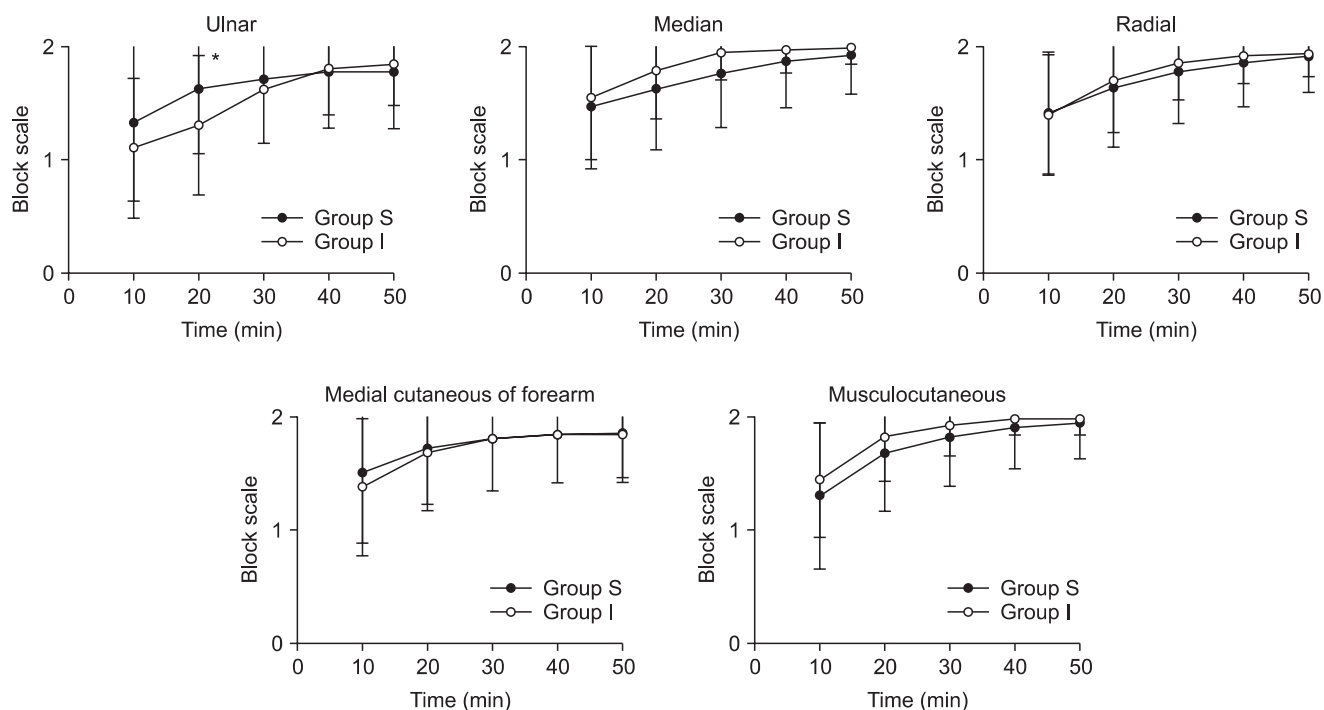 Ulnar
2
1
0
Block scale
*
Group S
Group I
0 10 20 30 40 50
Time (min)
Median
2
1
0
Block scale
Group S
Group I
0 10 20 30 40 50
Time (min)
Radial
2
1
0
Block scale
Group S
Group I
0 10 20 30 40 50
Time (min)
Medial cutaneous of forearm
2
1
0
Block scale
Group S
Group I
0 10 20 30 40 50
Time (min)
Musculocutaneous
2
1
0
Block scale
Group S
Group I
0 10 20 30 40 50
Time (min)